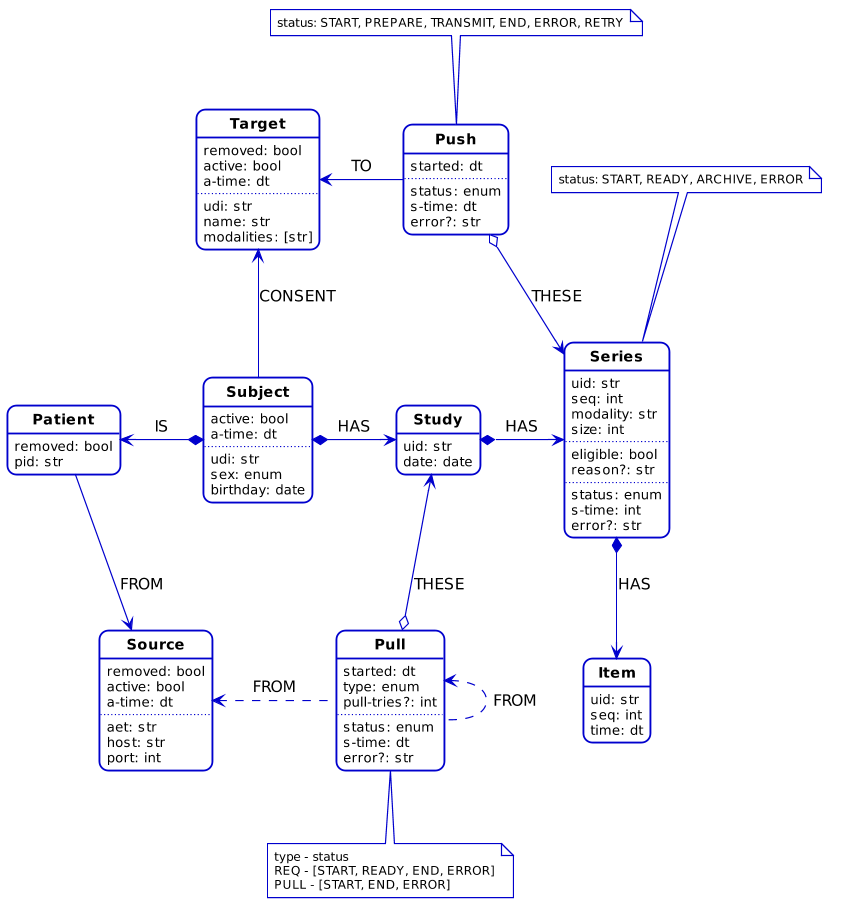 status: START, PREPARE, TRANSMIT, END, ERROR, RETRY
Target
removed: bool
active: bool
a-time: dt
udi: str
name: str
modalities: [str]
TO
Push
started: dt
status: enum
s-time: dt
error?: str
status: START, READY, ARCHIVE, ERROR
CONSENT
THESE
Patient
removed: bool
pid: str
IS
Subject
active: bool
a-time: dt
udi: str
sex: enum
birthday: date
HAS
Study
uid: str
date: date
HAS
Series
uid: str
seq: int
modality: str
size: int
eligible: bool
reason?: str
status: enum
s-time: int
error?: str
FROM
THESE
HAS
Source
removed: bool
active: bool
a-time: dt
aet: str
host: str
port: int
FROM
Pull
started: dt
type: enum
pull-tries?: int
status: enum
s-time: dt
error?: str
FROM
Item
uid: str
seq: int
time: dt
type - status
REQ - [START, READY, END, ERROR]
PULL - [START, END, ERROR]